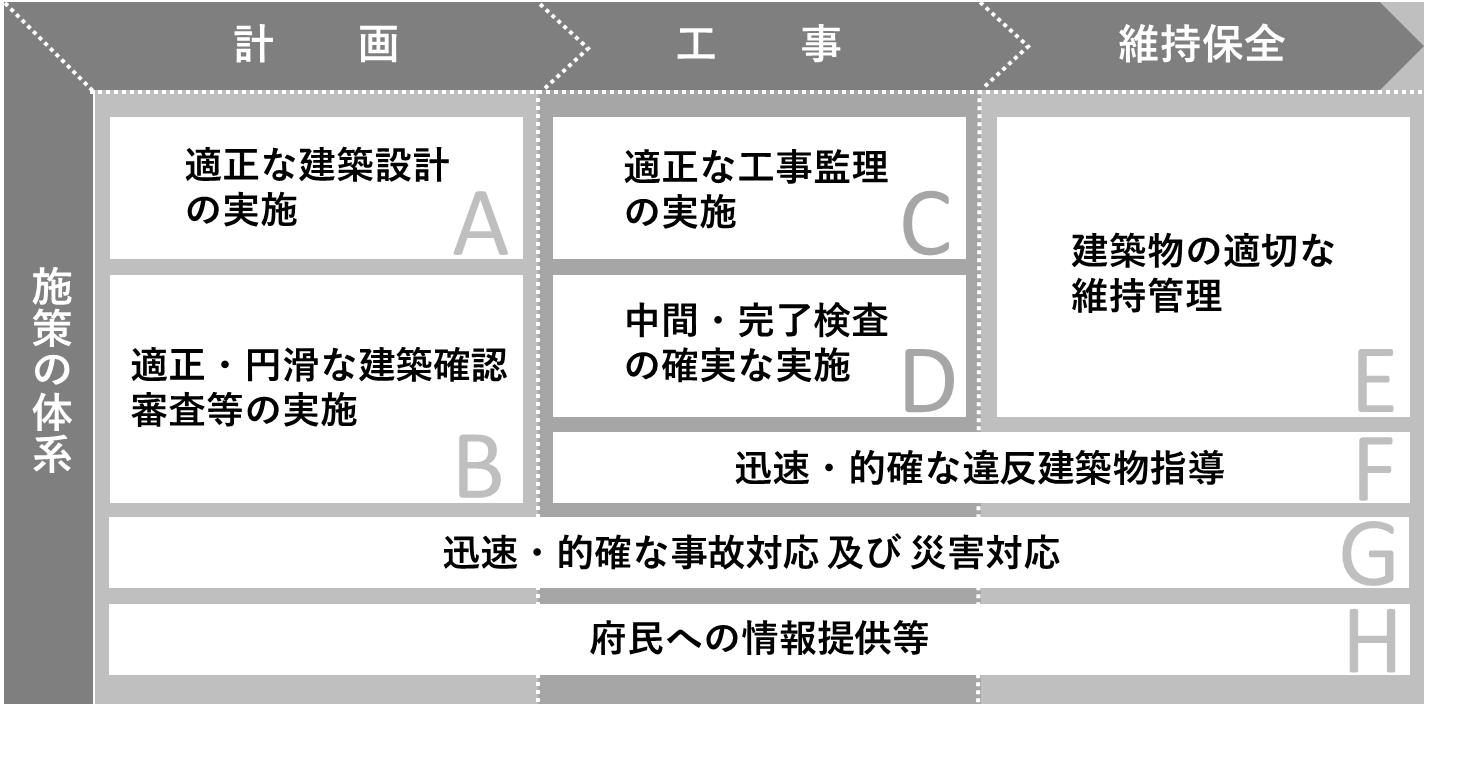 計　画
工　事
維持保全
施策の体系
適正な建築設計
の実施
A
適正・円滑な建築確認
審査等の実施
B
適正な工事監理
の実施
C
中間・完了検査
の確実な実施
D
建築物の適切な
維持管理
E
迅速・的確な違反建築物指導
F
迅速・的確な事故対応 及び 災害対応
G
府民への情報提供等
H